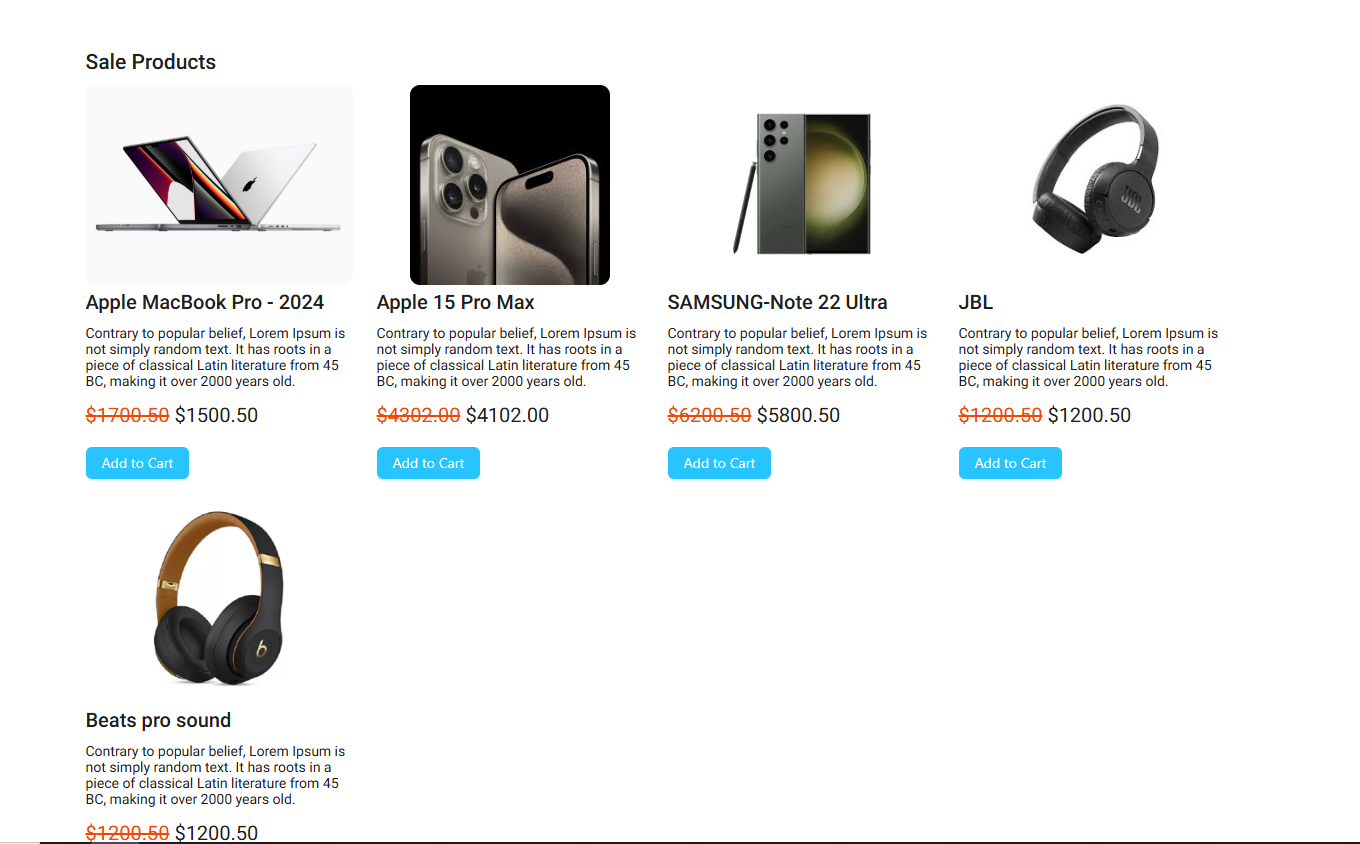 Sale Products
Apple MacBook Pro - 2024
Contrary to popular belief, Lorem Ipsum is
not simply random text. It has roots in a
piece of classical Latin literature from 45
BC, making it over 2000 years old.
$1700.50 $1500.50
Add to Cart
Apple 15 Pro Max
Contrary to popular belief, Lorem Ipsum is
not simply random text. It has roots in a
piece of classical Latin literature from 45
BC, making it over 2000 years old.
$4302.00 $4102.00
Add to Cart
SAMSUNG-Note 22 Ultra
Contrary to popular belief, Lorem Ipsum is
not simply random text. It has roots in a
piece of classical Latin literature from 45
BC, making it over 2000 years old.
$6200.50 $5800.50
Add to Cart
JBL
JBL
Contrary to popular belief, Lorem Ipsum is
not simply random text. It has roots in a
piece of classical Latin literature from 45
BC, making it over 2000 years old.
$1200.50 $1200.50
Add to Cart
b
Beats pro sound
Contrary to popular belief, Lorem Ipsum is
not simply random text. It has roots in a
piece of classical Latin literature from 45
BC, making it over 2000 years old.
$1200.50 $1200.50